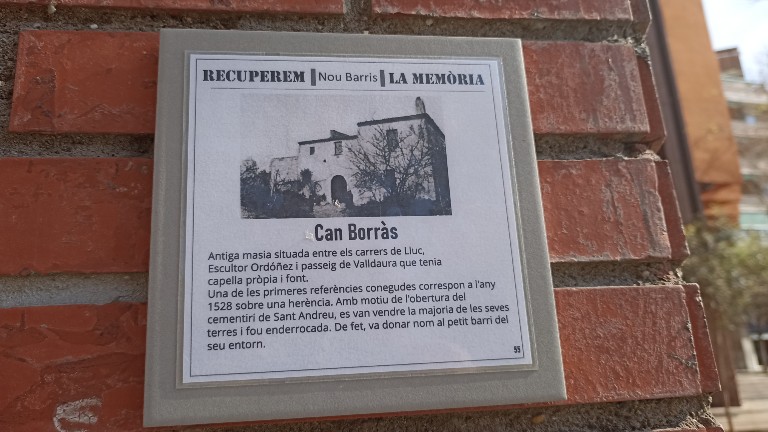 RECUPEREM Nou Barris LA MEMÒRIA
Can Borràs
Antiga masia situada entre els carrers de Lluc,
Escultor Ordóñez i passeig de Valldaura que tenia
capella pròpia i font.
Una de les primeres referències conegudes correspon a l'any
1528 sobre una herència. Amb motiu de l'obertura del
cementiri de Sant Andreu, es van vendre la majoria de les seves
terres i fou enderrocada. De fet, va donar nom al petit barri del
seu entorn.